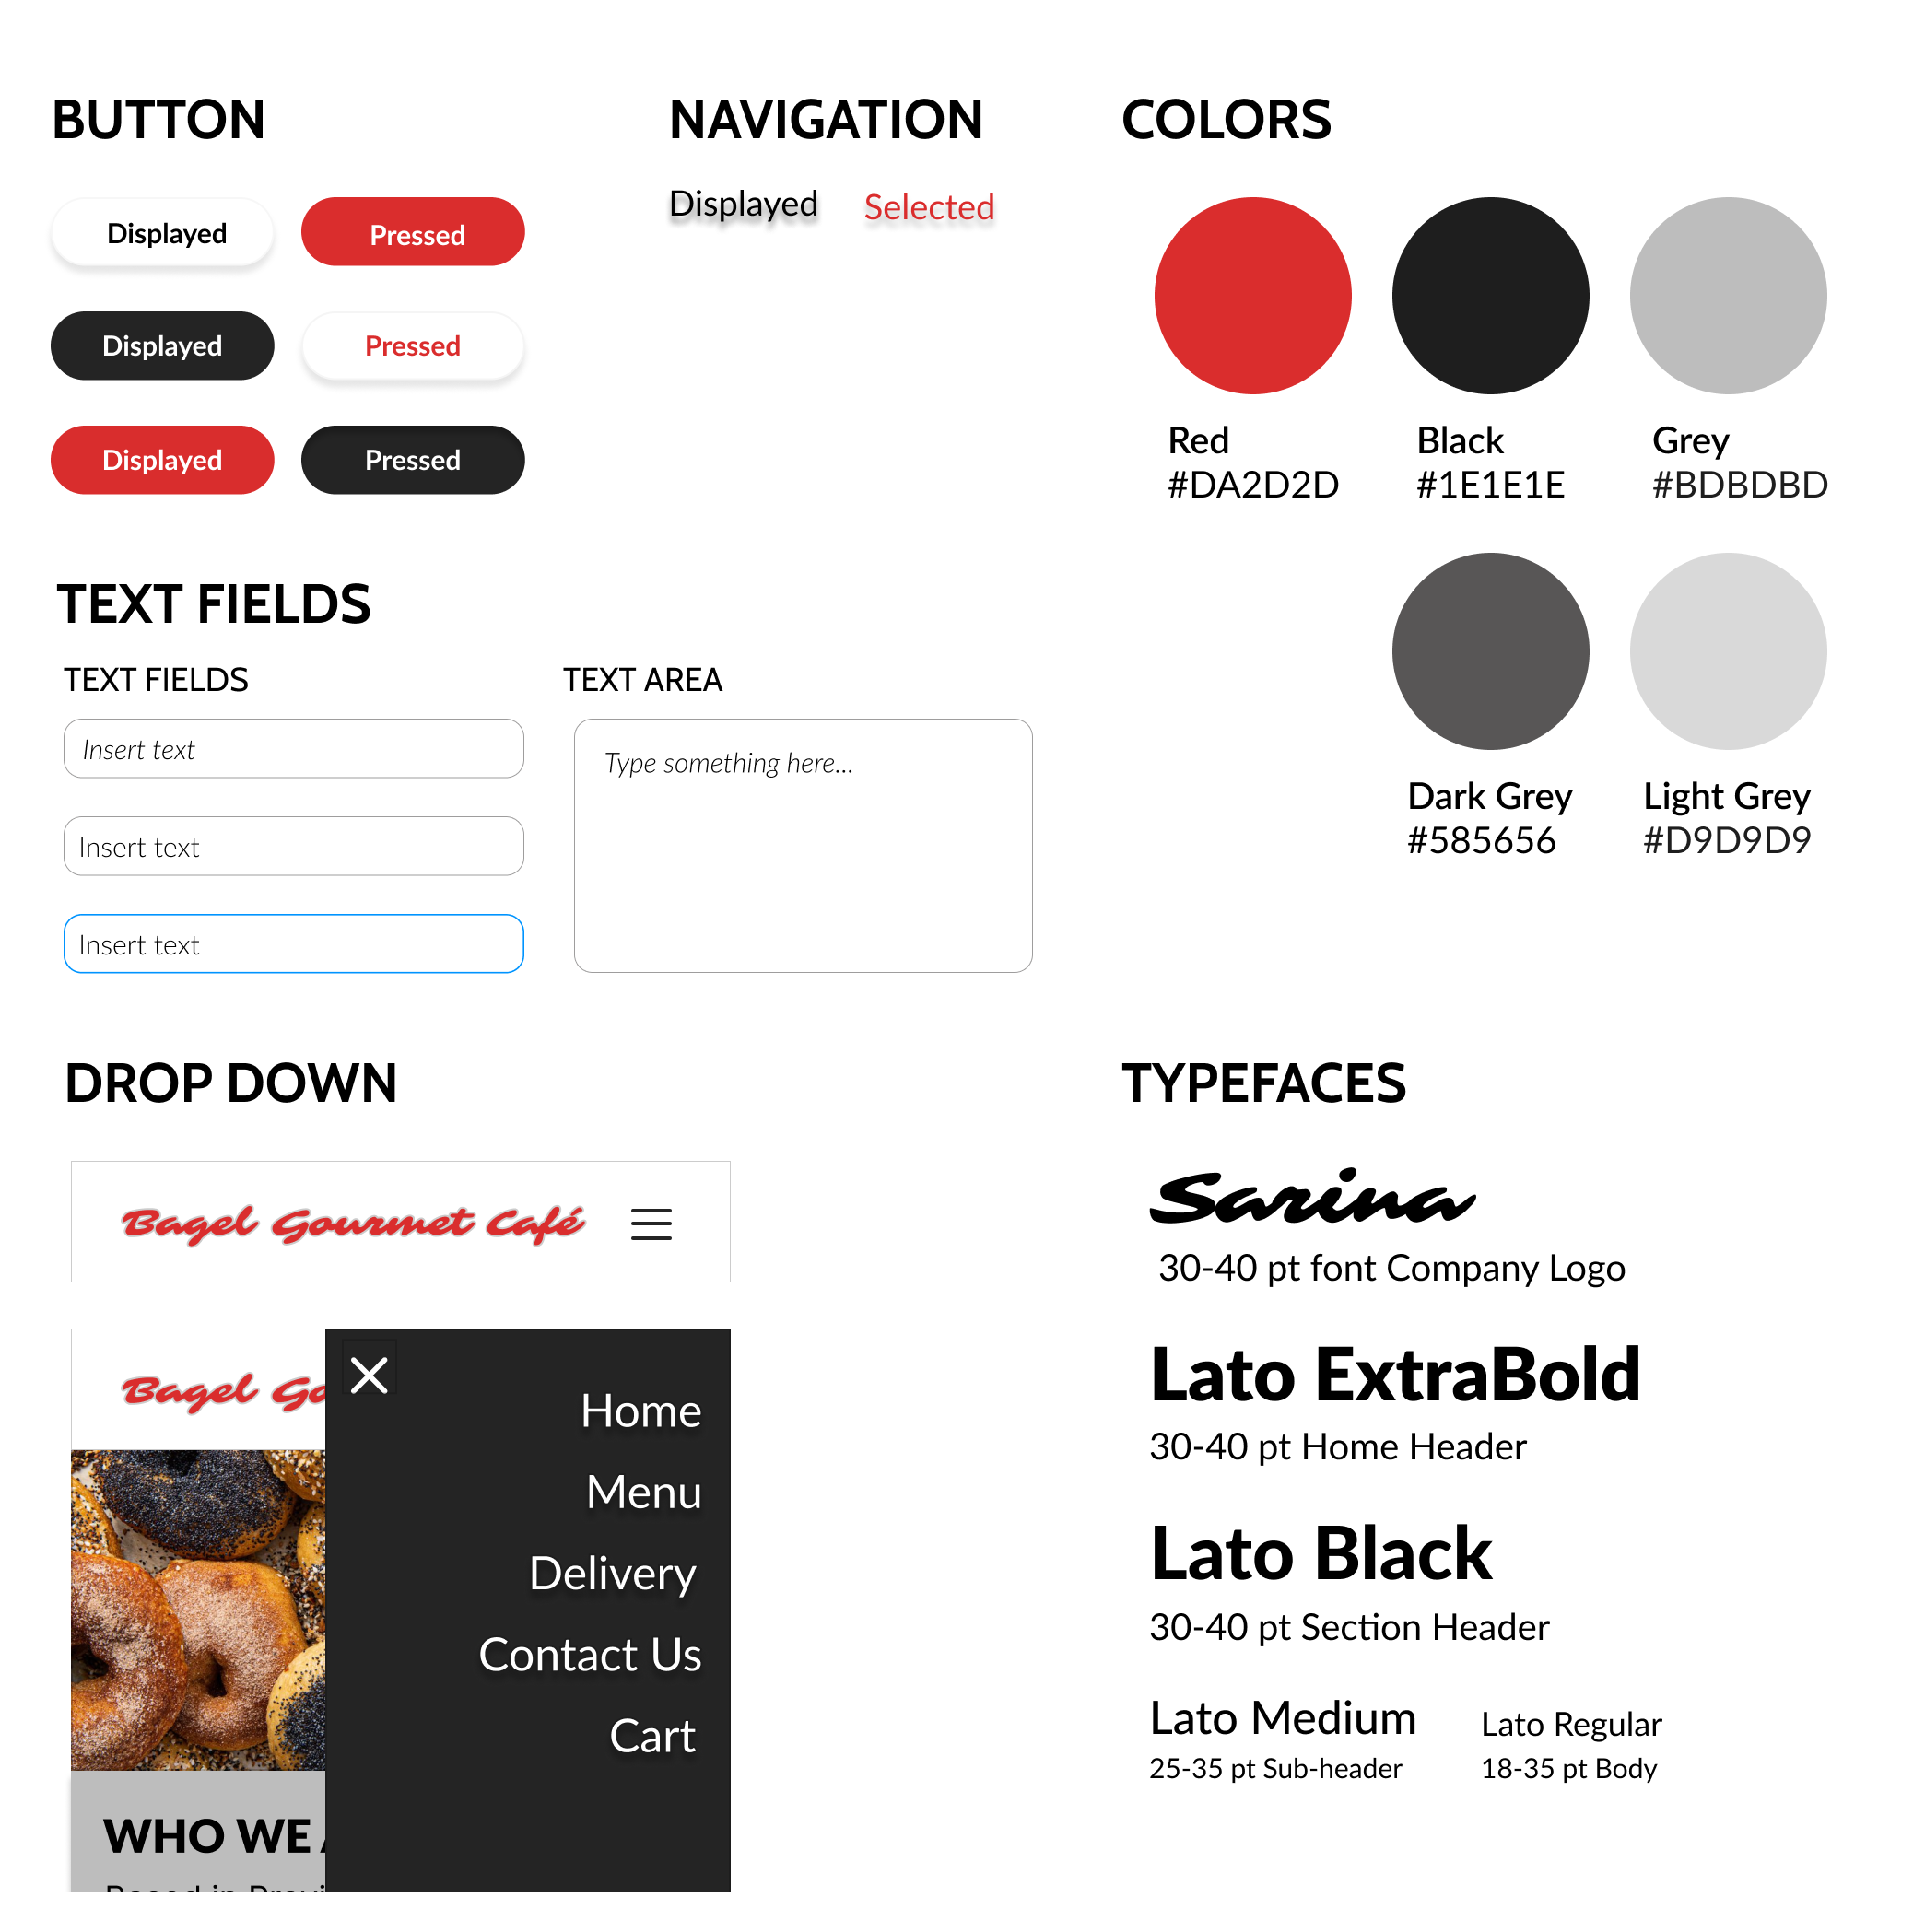 BUTTON
Displayed
Pressed
Displayed
Pressed
Displayed
Pressed
NAVIGATION
Displayed
Selected
COLORS
Red
#DA2D2D
Black
#1E1E1E
Grey
#BDBDBD
Dark Grey
#585656
Light Grey
#D9D9D9
TEXT FIELDS
TEXT FIELDS
Insert text
Insert text
Insert text
TEXT AREA
Type something here...
DROP DOWN
Bagel Gourmet Café
Bagel Go
Home
Menu
Delivery
Contact Us
Cart
WHO WE
TYPEFACES
Sarina
30-40 pt font Company Logo
Lato ExtraBold
30-40 pt Home Header
Lato Black
30-40 pt Section Header
Lato Medium
25-35 pt Sub-header
Lato Regular
18-35 pt Body